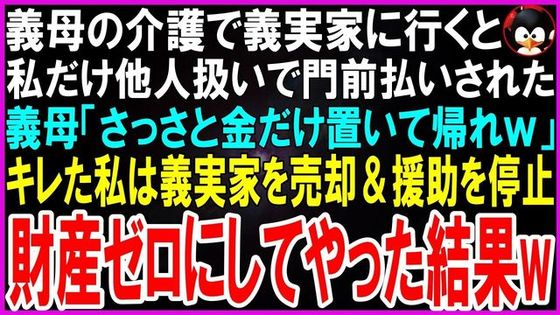 義母の介護で義実家に行くと
私だけ他人扱いで門前払いされた
義母「さっさと金だけ置いて帰れw」
キレた私は義実家を売却＆援助を停止
財産ゼロにしてやった結果w